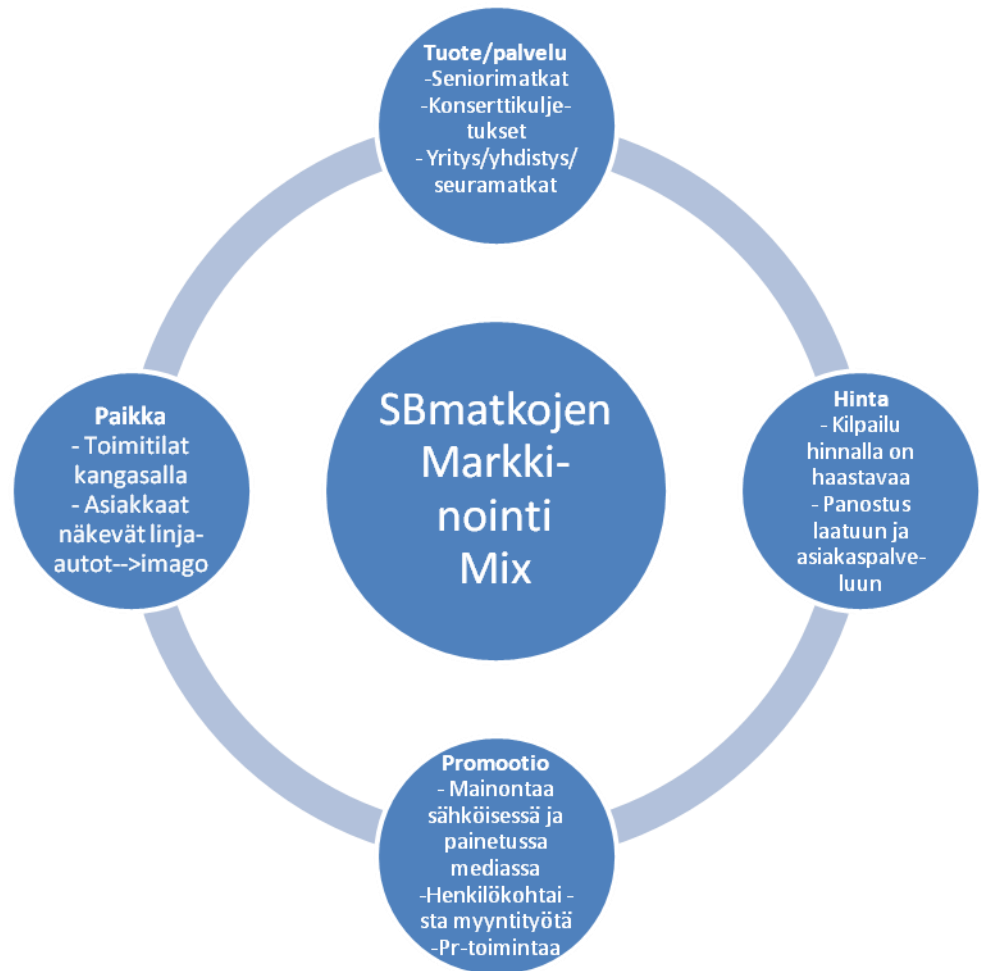 Tuote/palvelu
-Seniorimatkat
-Konserttikulje-
tukset
- Yritys/yhdistys/
seuramatkat
Paikka
- Toimitilat
kangasalla
- Asiakkaat
näkevät linja-
autot-->imago
SBmatkojen
Markki-
nointi
Mix
Hinta
- Kilpailu
hinnalla on
haastavaa
- Panostus
laatuun ja
asiakaspalve-
luun
Promootio
- Mainontaa
sähköisessä ja
painetussa
mediassa
-Henkilökohtai -
sta myyntityötä
-Pr-toimintaa